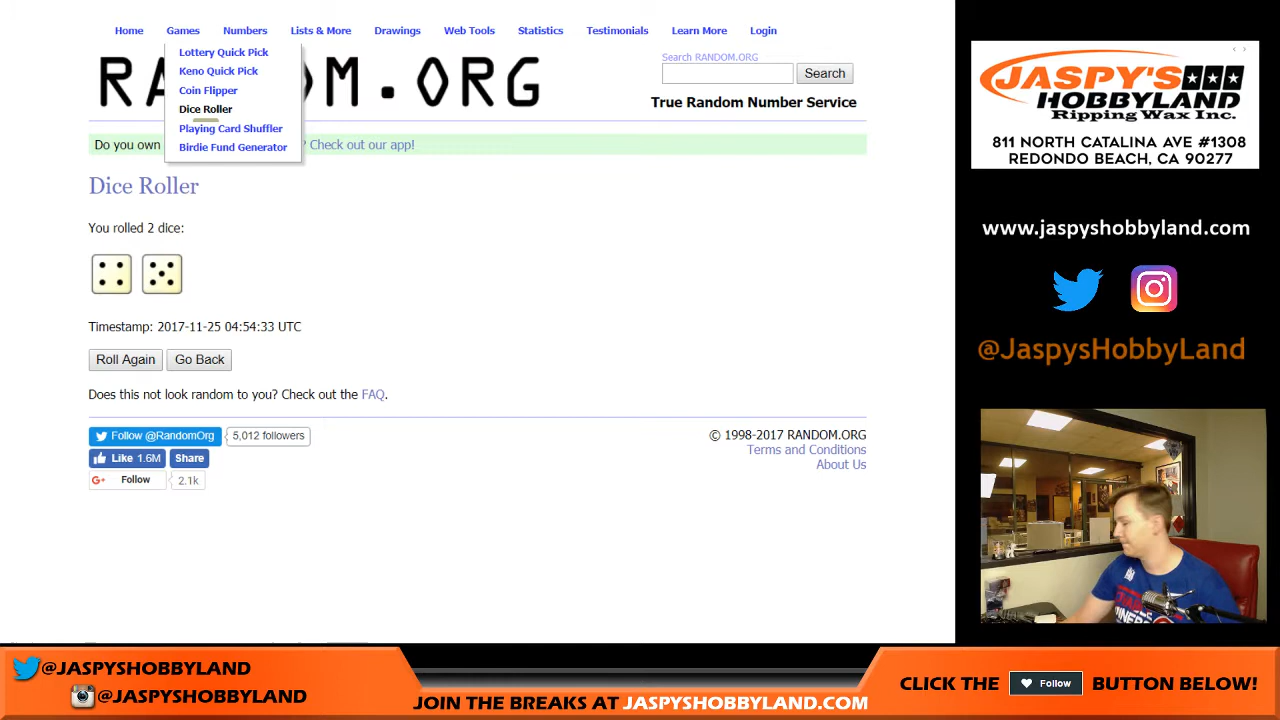 Home Games Numbers Lists & More Drawings Web Tools Statistics Testimonials Learn More Login
Lottery Quick Pick
Keno Quick Pick
Coin Flipper
Dice Roller
Playing Card Shuffler
Birdie Fund Generator
Search RANDOM.ORG
Search
True Random Number Service
Do you own
? Check out our app!
Dice Roller
You rolled 2 dice:
Timestamp: 2017-11-25 04:54:33 UTC
Roll Again Go Back
Does this not look random to you? Check out the FAQ.
Follow @RandomOrg 5,012 followers
Like 1.6M Share
G+ Follow 2.1k
© 1998-2017 RANDOM.ORG
Terms and Conditions
About Us
JASPY'S
HOBBYLAND
Ripping Wax Inc.
811 NORTH CATALINA AVE #1308
REDONDO BEACH, CA 90277
www.jaspyshobbyland.com
@JaspysHobbyLand
@JASPYSHOBBYLAND
@JASPYSHOBBYLAND
JOIN THE BREAKS AT JASPYSHOBBYLAND.COM
CLICK THE Follow BUTTON BELOW!